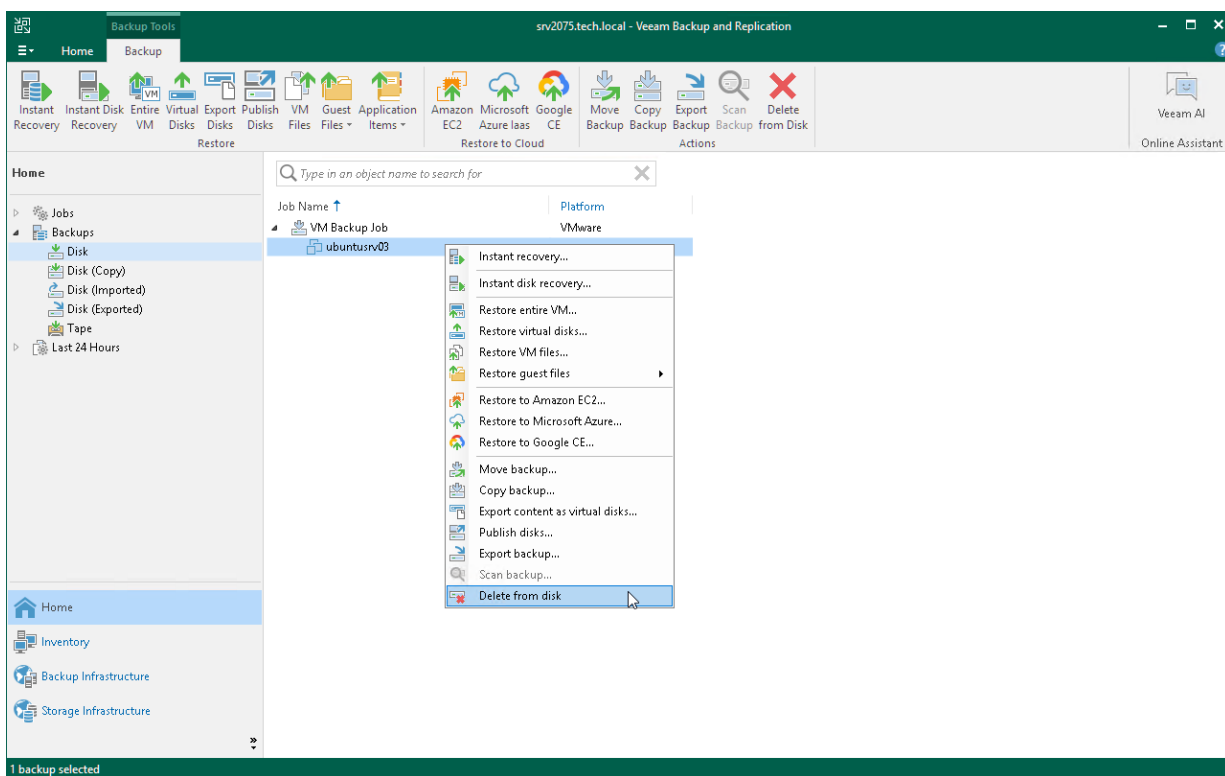 Backup Tools
srv2075.tech.local - Veeam Backup and Replication
Home Backup
Instant Recovery
Instant Disk Recovery
Entire VM
Virtual Disks
Export Disks
Publish Disks
VM Files
Guest Files
Application Items
Amazon EC2
Microsoft Azure Iaas
Google CE
Move Backup
Copy Backup
Export Backup
Scan Backup
Delete from Disk
Veeam AI
Restore
Restore to Cloud
Actions
Online Assistant
Home
Type in an object name to search for
Jobs
Backups
Disk
Disk (Copy)
Disk (Imported)
Disk (Exported)
Tape
Last 24 Hours
Job Name Platform
VM Backup Job VMware
ubuntusrv03
Instant recovery...
Instant disk recovery...
Restore entire VM...
Restore virtual disks...
Restore VM files...
Restore guest files
Restore to Amazon EC2...
Restore to Microsoft Azure...
Restore to Google CE...
Move backup...
Copy backup...
Export content as virtual disks...
Publish disks...
Export backup...
Scan backup...
Delete from disk
Home
Inventory
Backup Infrastructure
Storage Infrastructure
1 backup selected